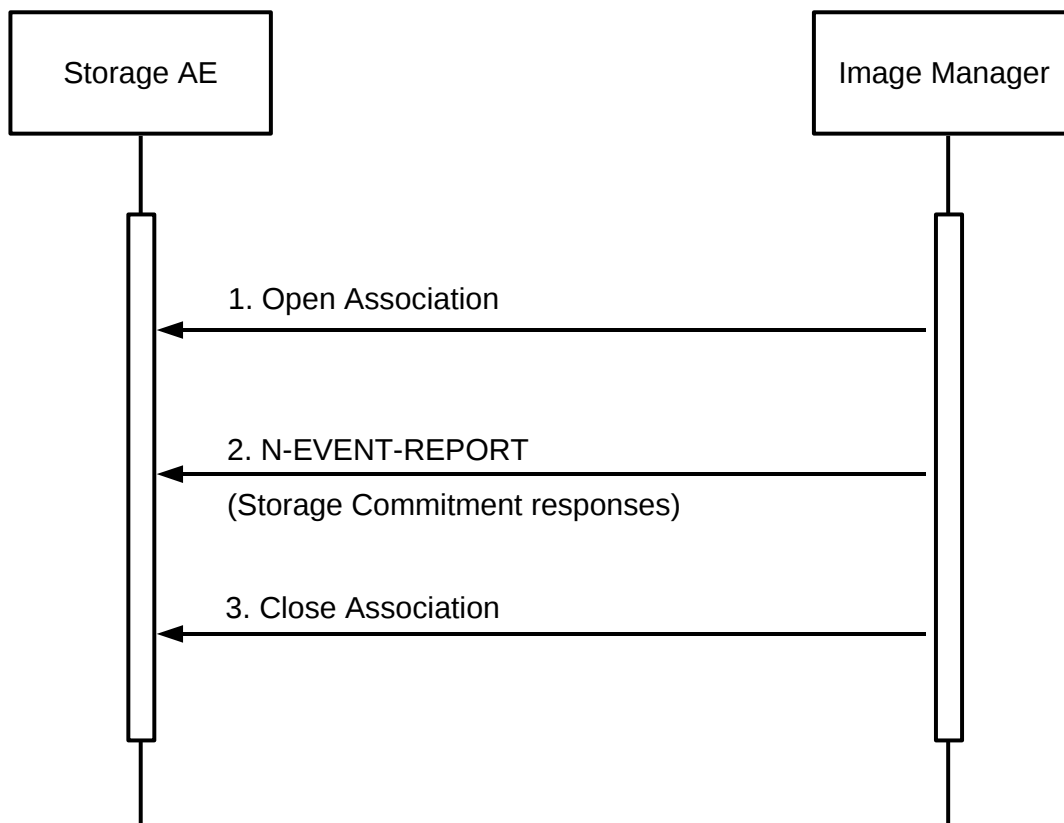 Storage AE
Image Manager
1. Open Association
2. N-EVENT-REPORT
(Storage Commitment responses)
3. Close Association